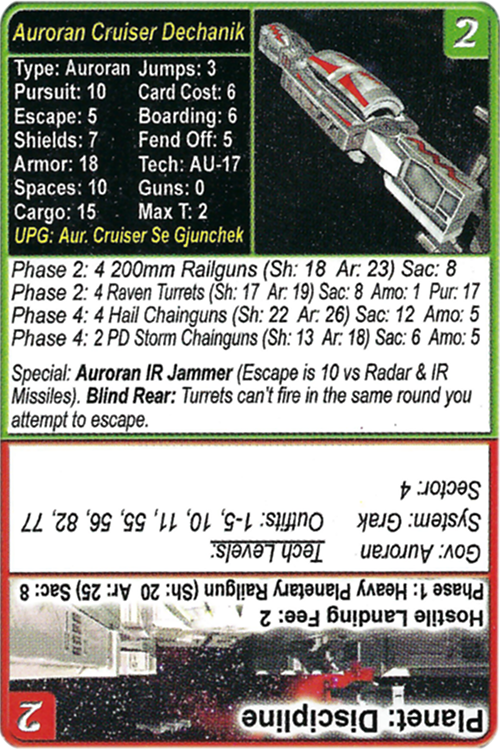 Auroran Cruiser Dechanik 2
Type: Auroran Jumps: 3
Pursuit: 10 Card Cost: 6
Escape: 5 Boarding: 6
Shields: 7 Fend Off: 5
Armor: 18 Tech: AU-17
Spaces: 10 Guns: 0
Cargo: 15 Max T: 2
UPG: Aur. Cruiser Se Gjunchek
Phase 2: 4 200mm Railguns (Sh: 18 Ar: 23) Sac: 8
Phase 2: 4 Raven Turrets (Sh: 17 Ar: 19) Sac: 8 Amo: 1 Pur: 17
Phase 4: 4 Hail Chainguns (Sh: 22 Ar: 26) Sac: 12 Amo: 5
Phase 4: 2 PD Storm Chainguns (Sh: 13 Ar: 18) Sac: 6 Amo: 5
Special: Auroran IR Jammer (Escape is 10 vs Radar & IR
Missiles). Blind Rear: Turrets can't fire in the same round you
attempt to escape.
Planet: Discipline 2
Hostile Landing Fee: 2
Phase 1: Heavy Planetary Railgun (Sh: 20 Ar: 25) Sac: 8
Gov: Auroran Tech Levels:
System: Grak Outfits: 1-5, 10, 11, 55, 56, 82, 77
Sector: 4